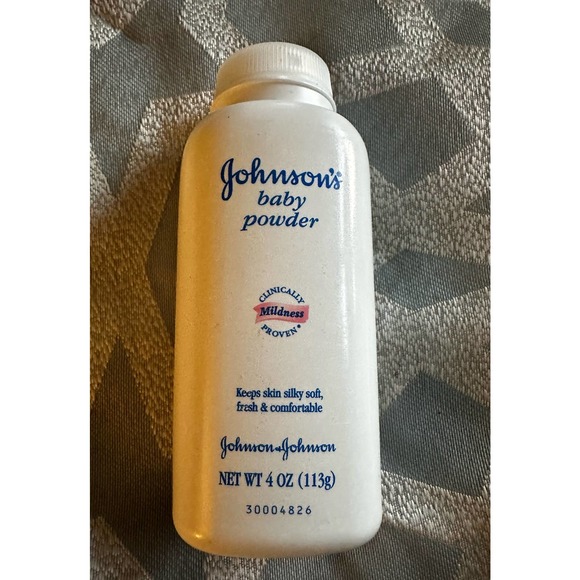 Johnson's®
baby
powder
CLINICALLY
Mildness
PROVEN
Keeps skin silky soft,
fresh & comfortable
Johnson & Johnson
NET WT 4 OZ (113g)
30004826